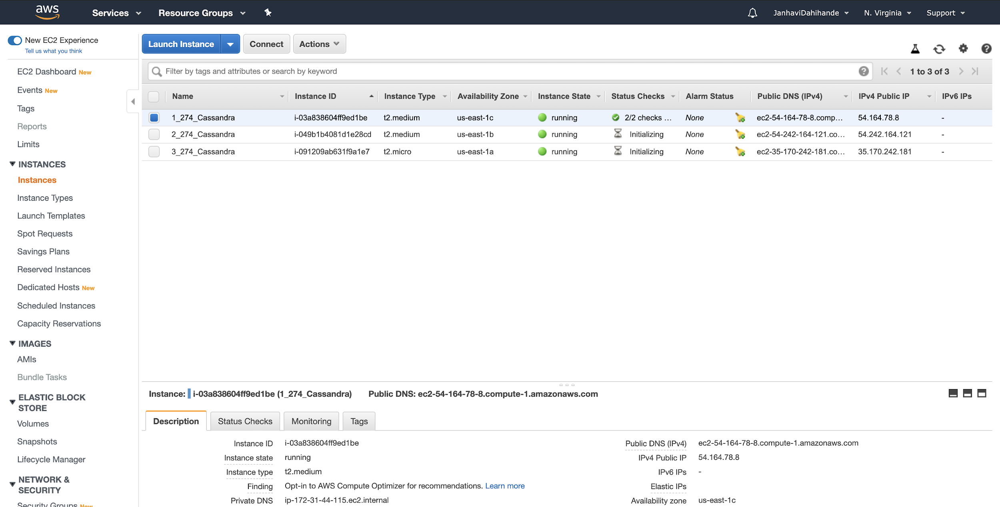 aws Services Resource Groups JanhaviDahihande N. Virginia Support
New EC2 Experience
Tell us what you think
EC2 Dashboard New
Events New
Tags
Reports
Limits
INSTANCES
Instances
Instance Types
Launch Templates
Spot Requests
Savings Plans
Reserved Instances
Dedicated Hosts New
Scheduled Instances
Capacity Reservations
IMAGES
AMIs
Bundle Tasks
ELASTIC BLOCK
STORE
Volumes
Snapshots
Lifecycle Manager
NETWORK &
SECURITY
Security Groups New
Launch Instance Connect Actions
Filter by tags and attributes or search by keyword 1 to 3 of 3
Name Instance ID Instance Type Availability Zone Instance State Status Checks Alarm Status Public DNS (IPv4) IPv4 Public IP IPv6 IPs
1_274_Cassandra i-03a838604ff9ed1be t2.medium us-east-1c running 2/2 checks ... None ec2-54-164-78-8.comp... 54.164.78.8 -
2_274_Cassandra i-049b1b4081d1e28cd t2.medium us-east-1b running Initializing None ec2-54-242-164-121.co... 54.242.164.121 -
3_274_Cassandra i-091209ab631f9a1e7 t2.micro us-east-1a running Initializing None ec2-35-170-242-181.co... 35.170.242.181 -
Instance: i-03a838604ff9ed1be (1_274_Cassandra) Public DNS: ec2-54-164-78-8.compute-1.amazonaws.com
Description Status Checks Monitoring Tags
Instance ID i-03a838604ff9ed1be Public DNS (IPv4) ec2-54-164-78-8.compute-1.amazonaws.com
Instance state running IPv4 Public IP 54.164.78.8
Instance type t2.medium IPv6 IPs -
Finding Opt-in to AWS Compute Optimizer for recommendations. Learn more Elastic IPs
Private DNS ip-172-31-44-115.ec2.internal Availability zone us-east-1c